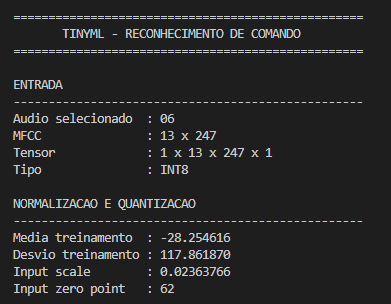 ==================================================
TINYML - RECONHECIMENTO DE COMANDO
==================================================
ENTRADA
--------------------------------------------------
Audio selecionado : 06
MFCC : 13 x 247
Tensor : 1 x 13 x 247 x 1
Tipo : INT8
NORMALIZACAO E QUANTIZACAO
--------------------------------------------------
Media treinamento : -28.254616
Desvio treinamento : 117.861870
Input scale : 0.02363766
Input zero point : 62